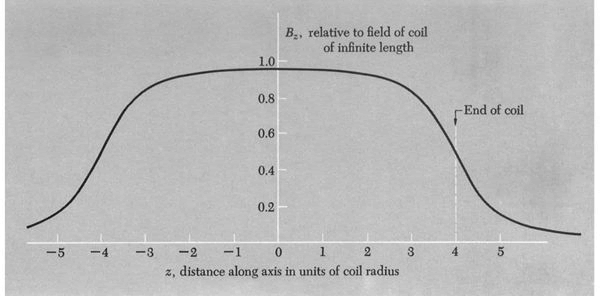 B_z, relative to field of coil
of infinite length
1.0
0.8
End of coil
0.6
0.4
0.2
−5 −4 −3 −2 −1 0 1 2 3 4 5
z, distance along axis in units of coil radius